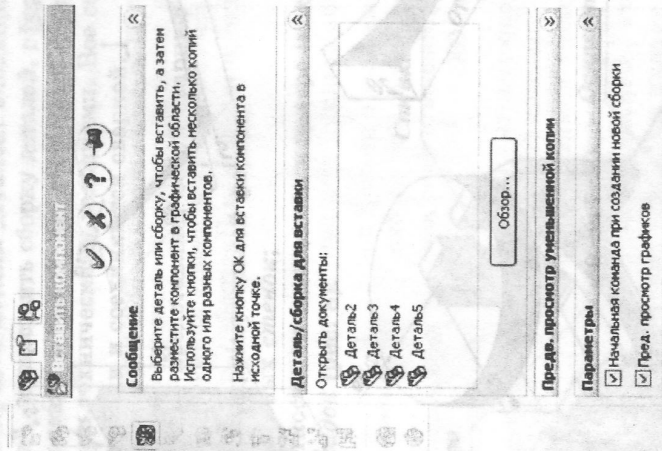 Вставить компонент
Сообщение
Выберите деталь или сборку, чтобы вставить, а затем
разместите компонент в графической области.
Используйте кнопки, чтобы вставить несколько копий
одного или разных компонентов.
Нажмите кнопку ОК для вставки компонента в
исходной точке.
Деталь/сборка для вставки
Открыть документы:
Деталь2
Деталь3
Деталь4
Деталь5
Обзор...
Предв. просмотр уменьшенной копии
Параметры
Начальная команда при создании новой сборки
Пред. просмотр графиков